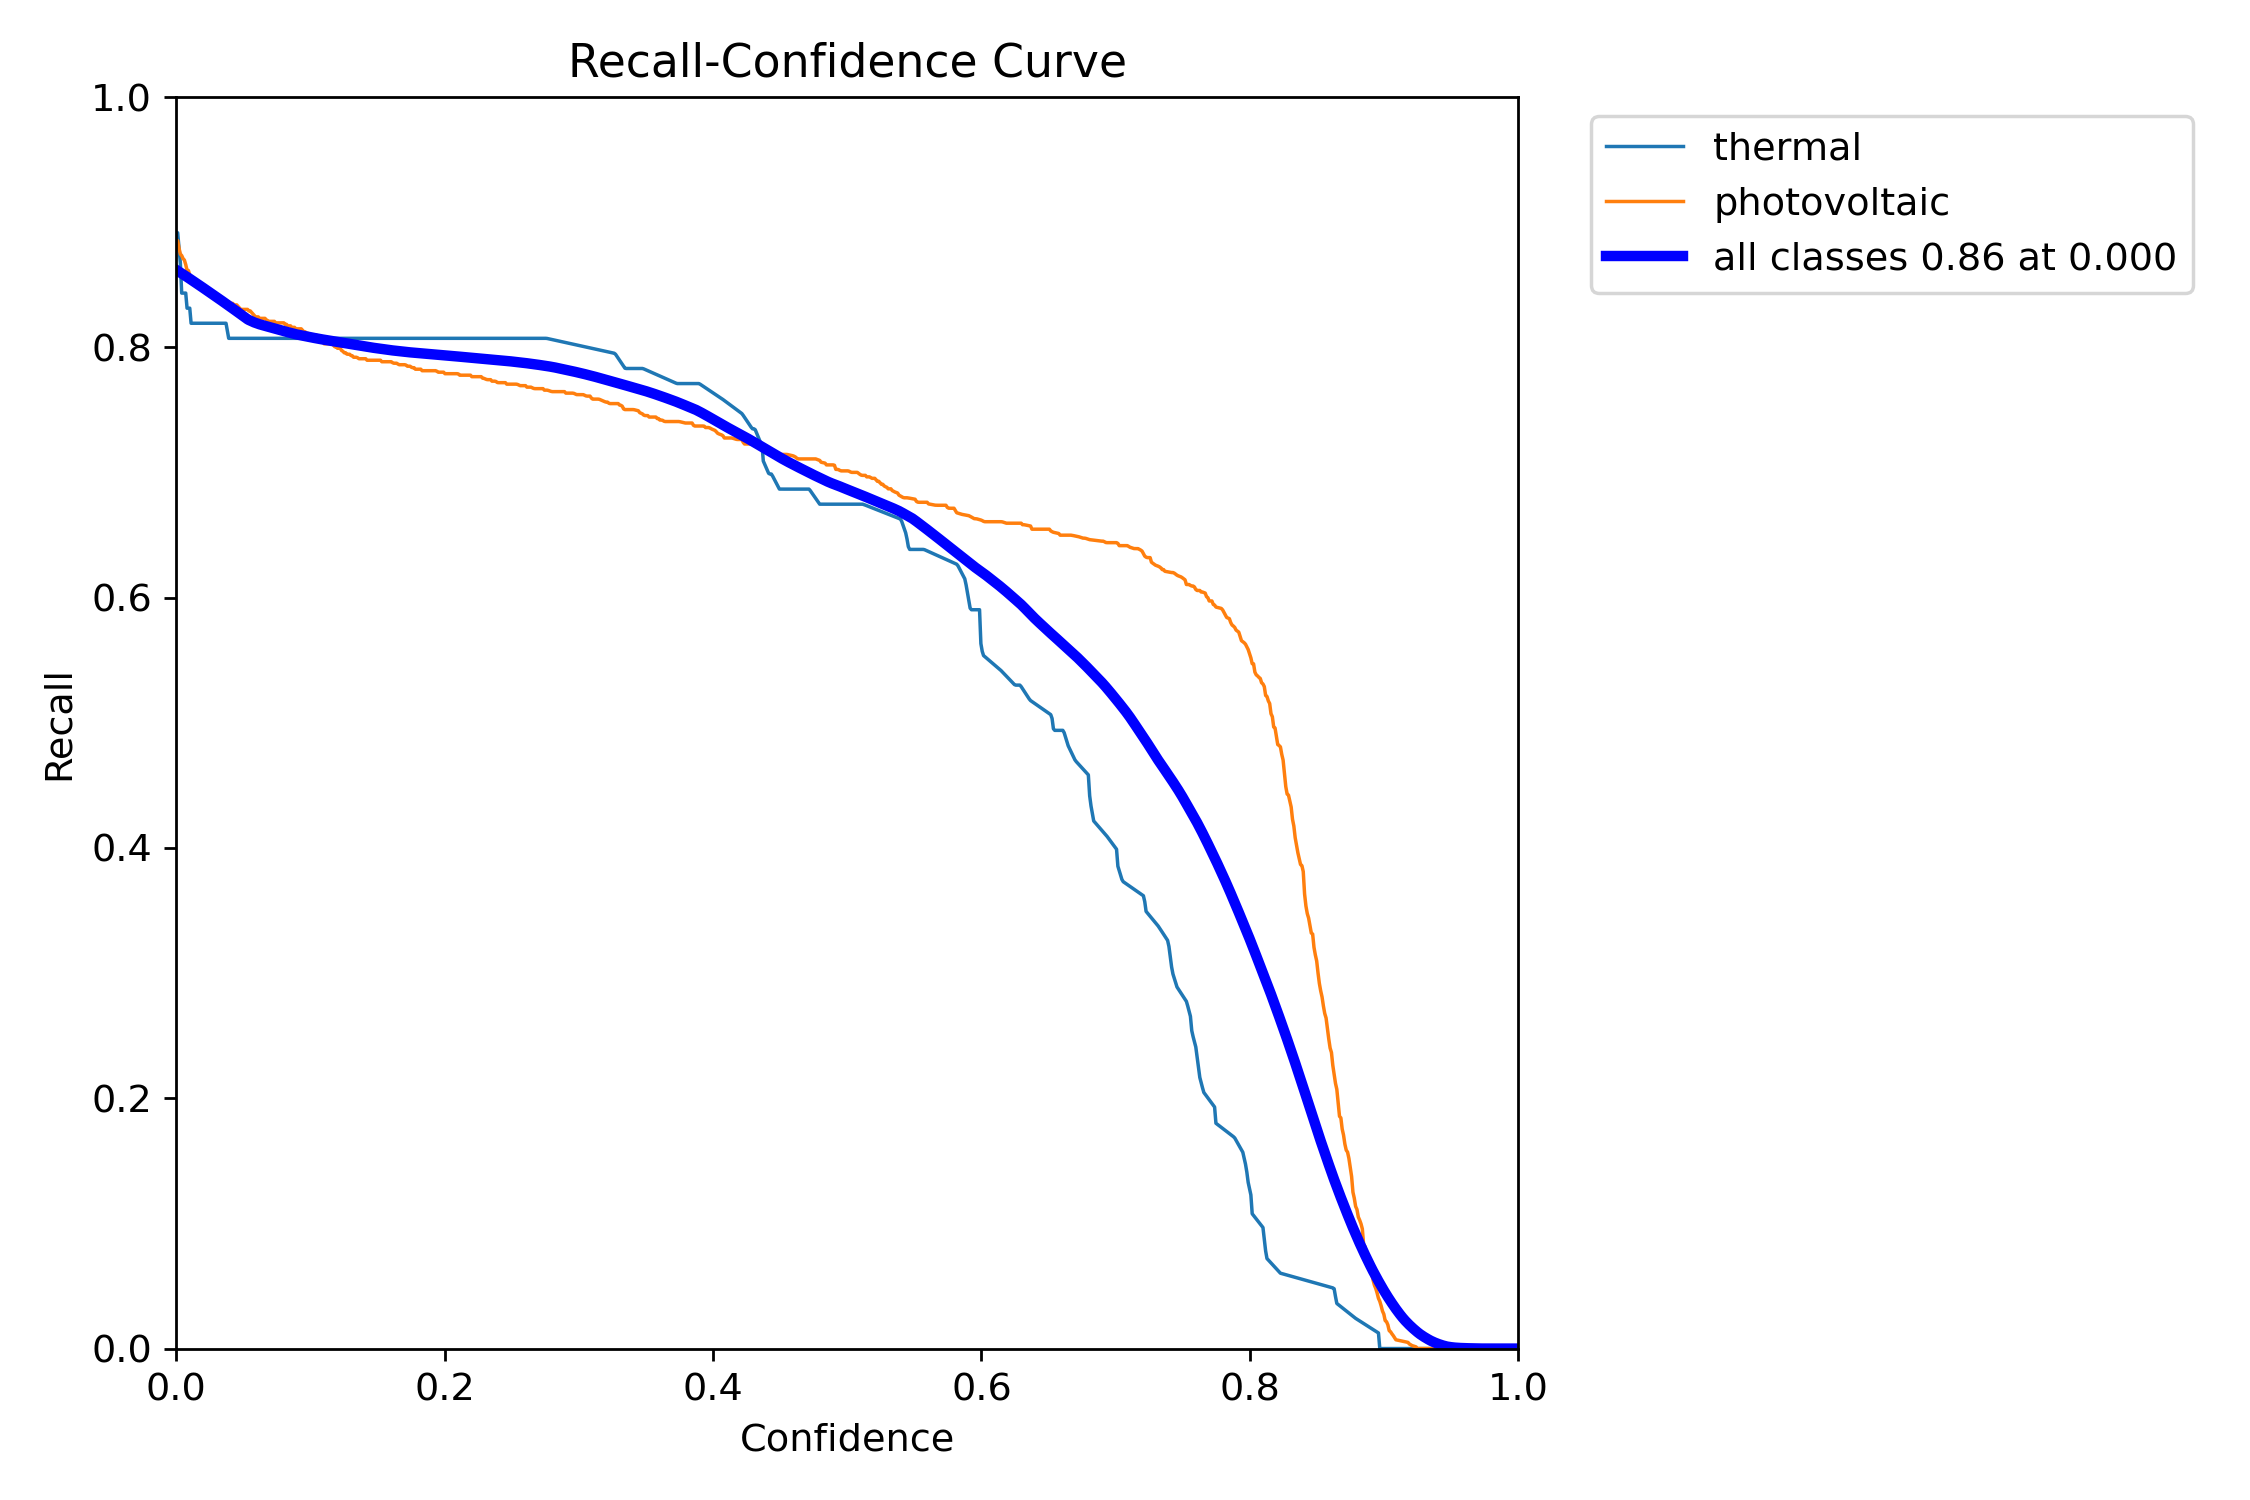 Recall-Confidence Curve
1.0
0.8
0.6
0.4
0.2
0.0
Recall
0.0 0.2 0.4 0.6 0.8 1.0
Confidence
thermal
photovoltaic
all classes 0.86 at 0.000